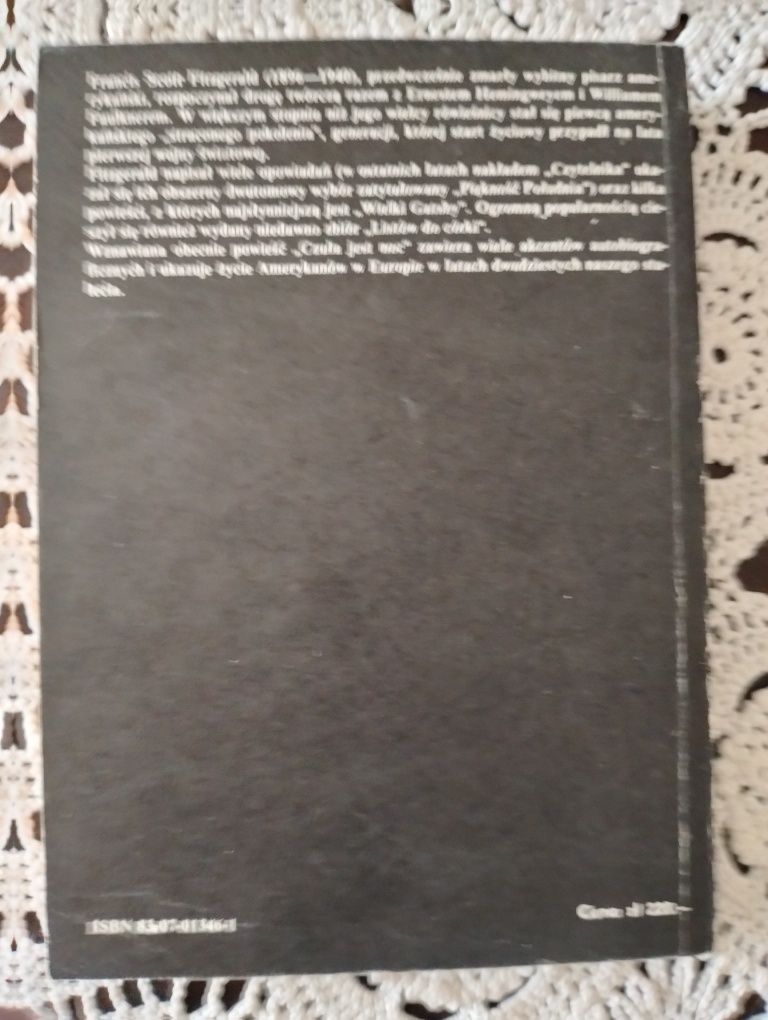 Francis Scott Fitzgerald (1896—1940), przedwcześnie zmarły wybitny pisarz ame-
rykański, rozpoczynał drogę twórczą razem z Ernestem Hemingwayem i Williamem
Faulknerem. W większym stopniu niż jego wielcy rówieśnicy stał się piewcą amery-
kańskiego „straconego pokolenia", generacji, której start życiowy przypadł na lata
pierwszej wojny światowej.
Fitzgerald napisał wiele opowiadań (w ostatnich latach nakładem „Czytelnika" uka-
zał się ich obszerny dwutomowy wybór zatytułowany „Piękność Południa") oraz kilka
powieści, z których najsłynniejszą jest „Wielki Gatsby". Ogromną popularnością cie-
szył się również wydany niedawno zbiór „Listów do córki".
Wznawiana obecnie powieść „Czuła jest noc" zawiera wiele akcentów autobiogra-
ficznych i ukazuje życie Amerykanów w Europie w latach dwudziestych naszego stu-
lecia.
ISBN 83-07-01346-1
Cena zł 220.—